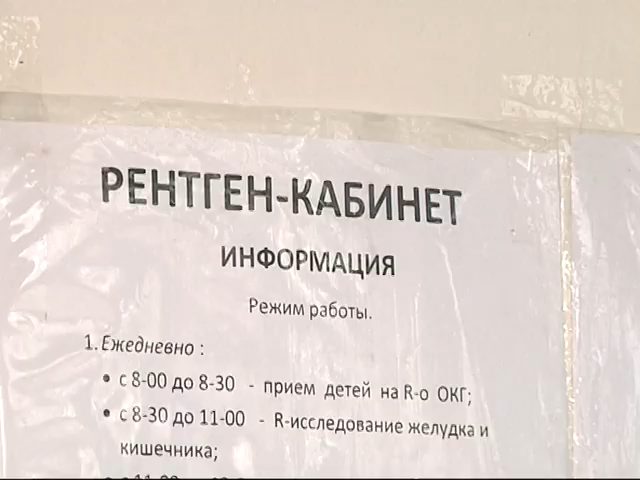 РЕНТГЕН-КАБИНЕТ
ИНФОРМАЦИЯ
Режим работы.
1. Ежедневно :
• с 8-00 до 8-30 - прием детей на R-о ОКГ;
• с 8-30 до 11-00 - R-исследование желудка и
кишечника;